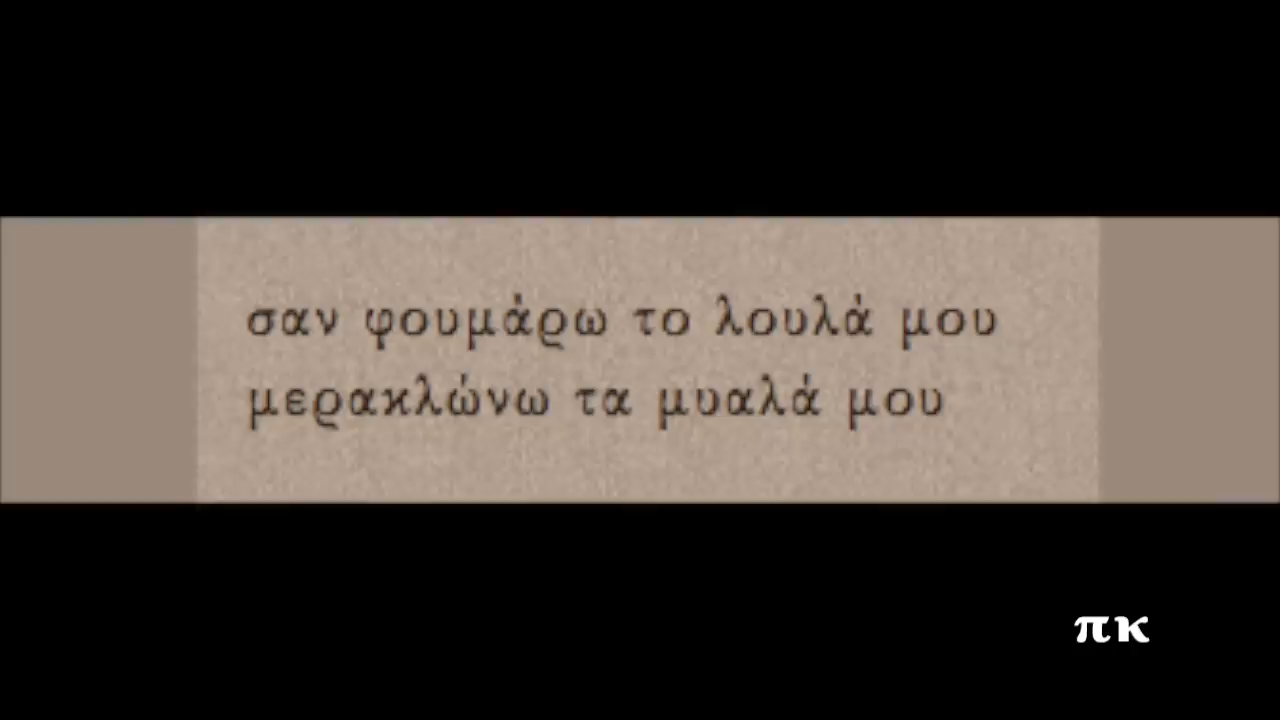 σαν φουμάρω το λουλά μου
μερακλώνω τα μυαλά μου
πκ